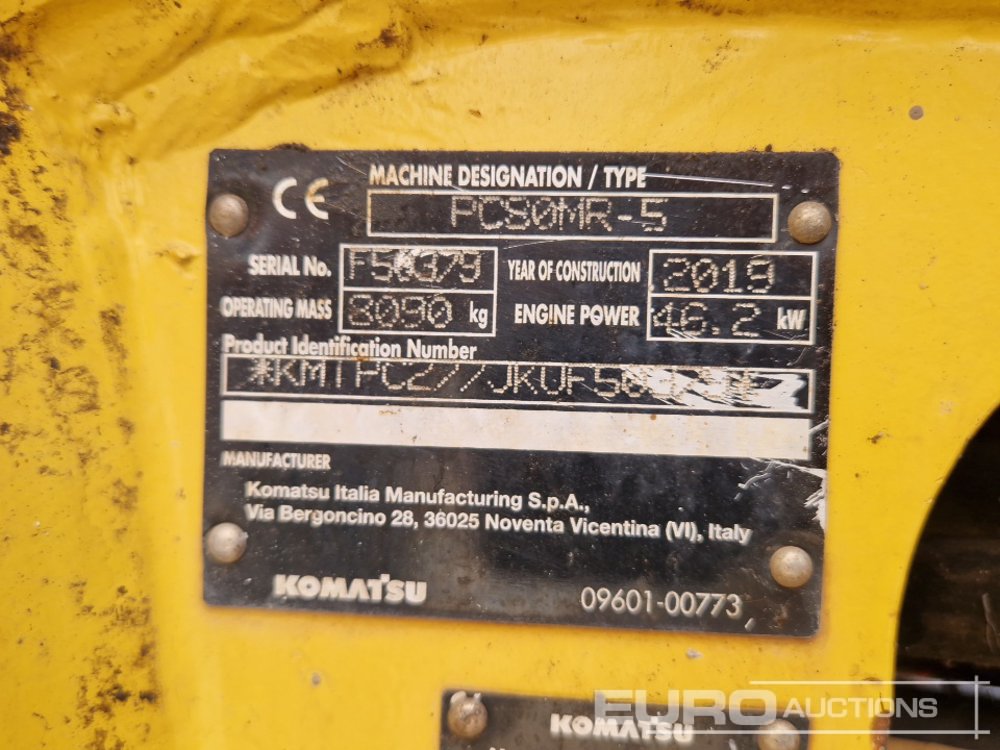 CE
MACHINE DESIGNATION / TYPE
PC80MR-5
SERIAL No. F50379
YEAR OF CONSTRUCTION 2019
OPERATING MASS 8090 kg
ENGINE POWER 46.2 kW
Product Identification Number
MANUFACTURER
Komatsu Italia Manufacturing S.p.A.,
Via Bergoncino 28, 36025 Noventa Vicentina (VI), Italy
KOMATSU
09601-00773
KOMATSU
EURO AUCTIONS